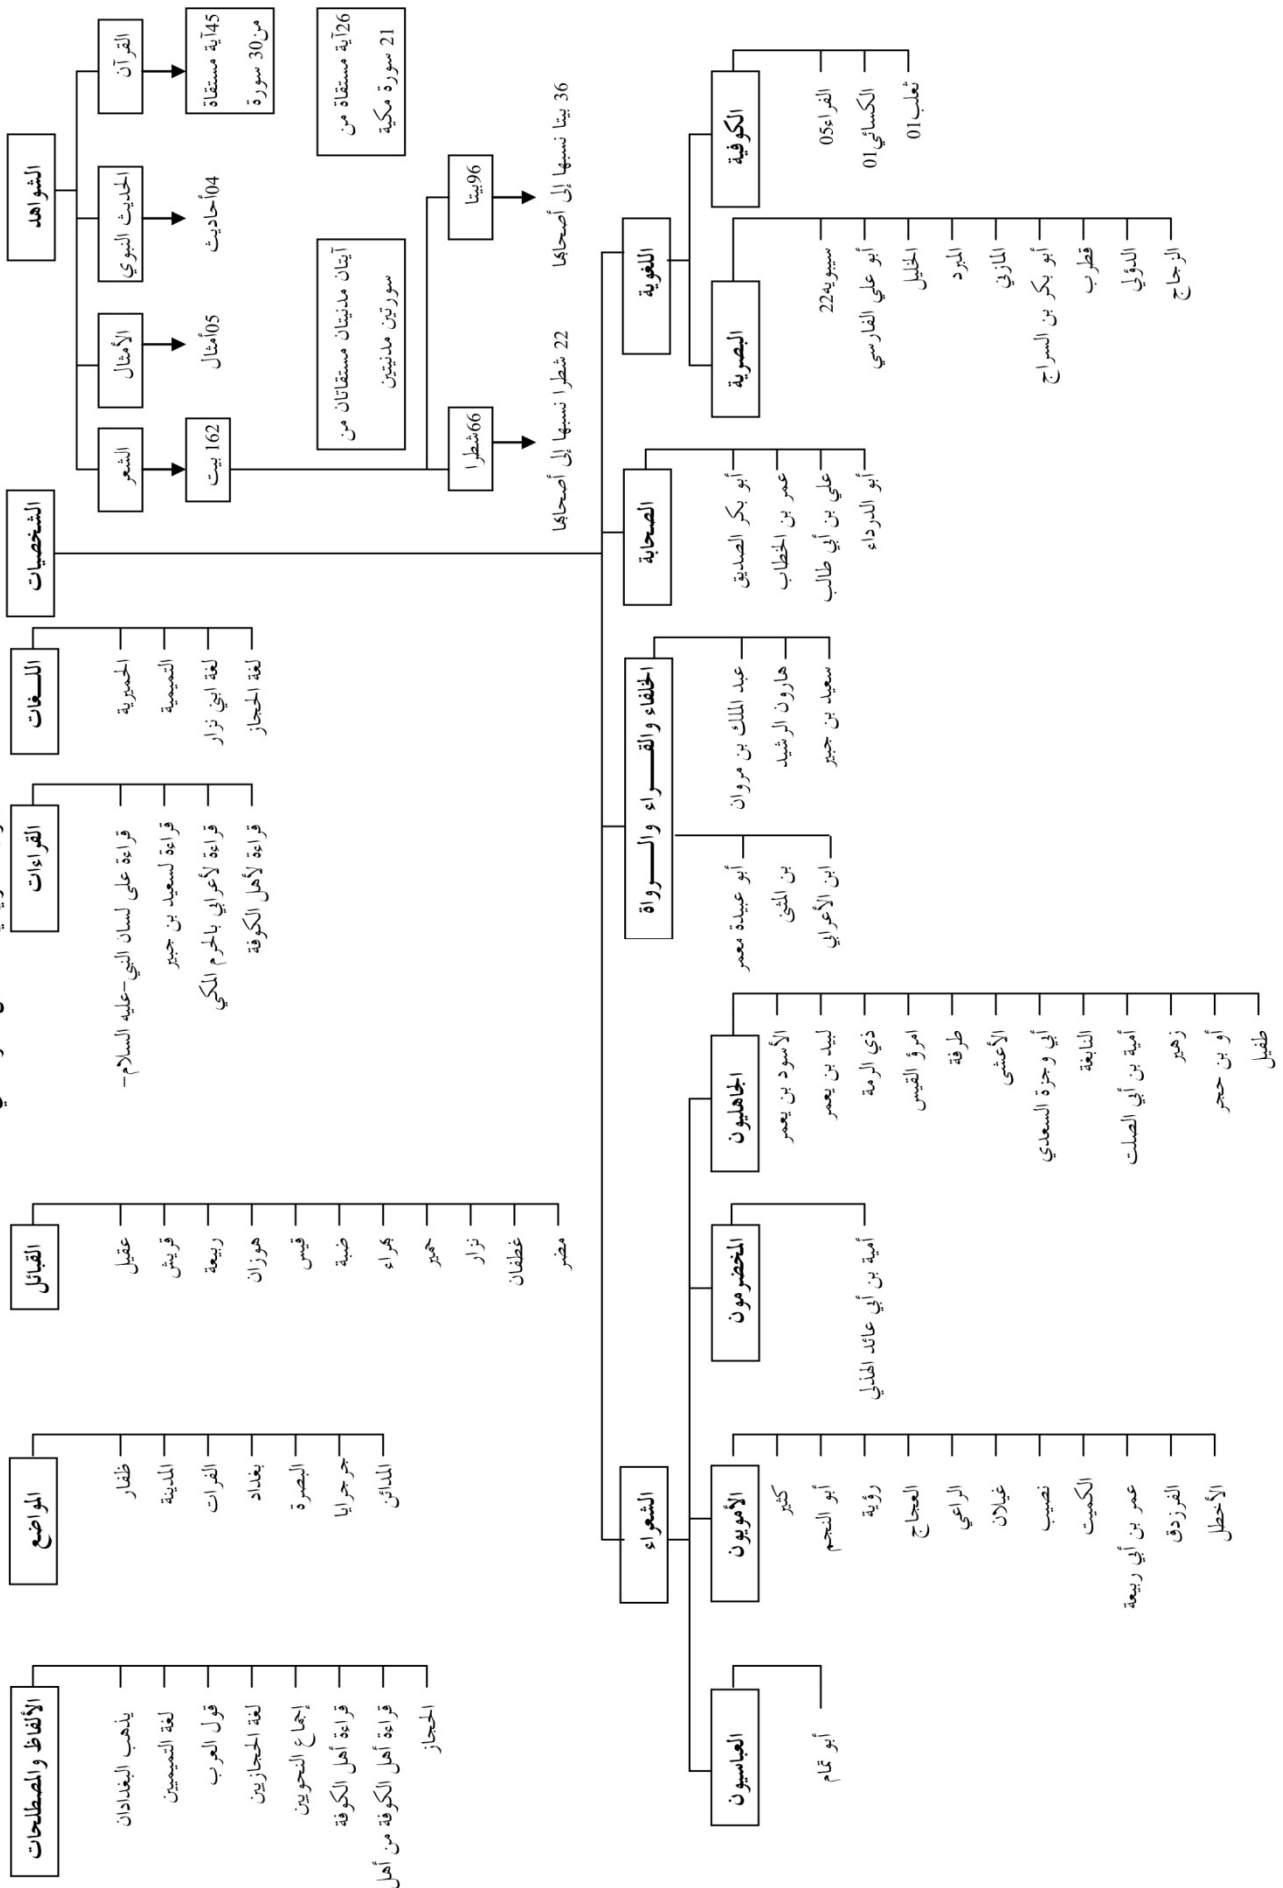 الشواهد
القرآن
45آية مستقاة
من30 سورة
26آية مستقاة من
21 سورة مكية
آيتان مدنيتان مستقاتان من
سورتين مدنيتين
الحديث النبوي
04أحاديث
الأمثال
05أمثال
الشعر
162 بيت
96بيتا
36 بيتا نسبها إلى أصحابها
66شطرا
22 شطرا نسبها إلى أصحابها
الشخصيات
اللغوية
الكوفية
الفراء05
الكسائي01
ثعلب01
البصرية
سيبويه22
أبو علي الفارسي
الخليل
المبرد
المازني
أبو بكر بن السراج
قطرب
الدؤلي
الزجاج
الصحابة
أبو بكر الصديق
عمر بن الخطاب
علي بن أبي طالب
أبو الدرداء
الخلفاء والقـــراء والـــرواة
عبد الملك بن مروان
هارون الرشيد
سعيد بن جبير
أبو عبيدة معمر
بن المثنى
ابن الأعرابي
الشعراء
الجاهليون
الأسود بن يعمر
لبيد بن يعمر
ذي الرمة
امرؤ القيس
طرفة
الأعشى
أبي وجزة السعدي
النابغة
أمية بن أبي الصلت
زهير
أو بن حجر
طفيل
المخضرمون
أمية بن أبي عائد الهذلي
الأمويون
كثير
أبو النجم
رؤبة
العجاج
الراعي
غيلان
نصيب
الكميت
عمر بن أبي ربيعة
الفرزدق
الأخطل
العباسيون
أبو تمام
اللــغات
الحميرية
التميمية
لغة ابني نزار
لغة الحجاز
القراءات
قراءة على لسان النبي-عليه السلام-
قراءة لسعيد بن جبير
قراءة لأعرابي بالحرم المكي
قراءة لأهل الكوفة
القبائل
عقيل
قريش
ربيعة
هوزان
قيس
ضبة
بهراء
حمير
نزار
غطفان
مضر
المواضع
ظفار
المدينة
الفرات
بغداد
البصرة
جرجرايا
المدائن
الألفاظ والمصطلحات
يذهب البغدادان
لغة التميميين
قول العرب
لغة الحجازيين
إجماع النحويين
قراءة أهل الكوفة
قراءة أهل الكوفة من أهل
الحجاز